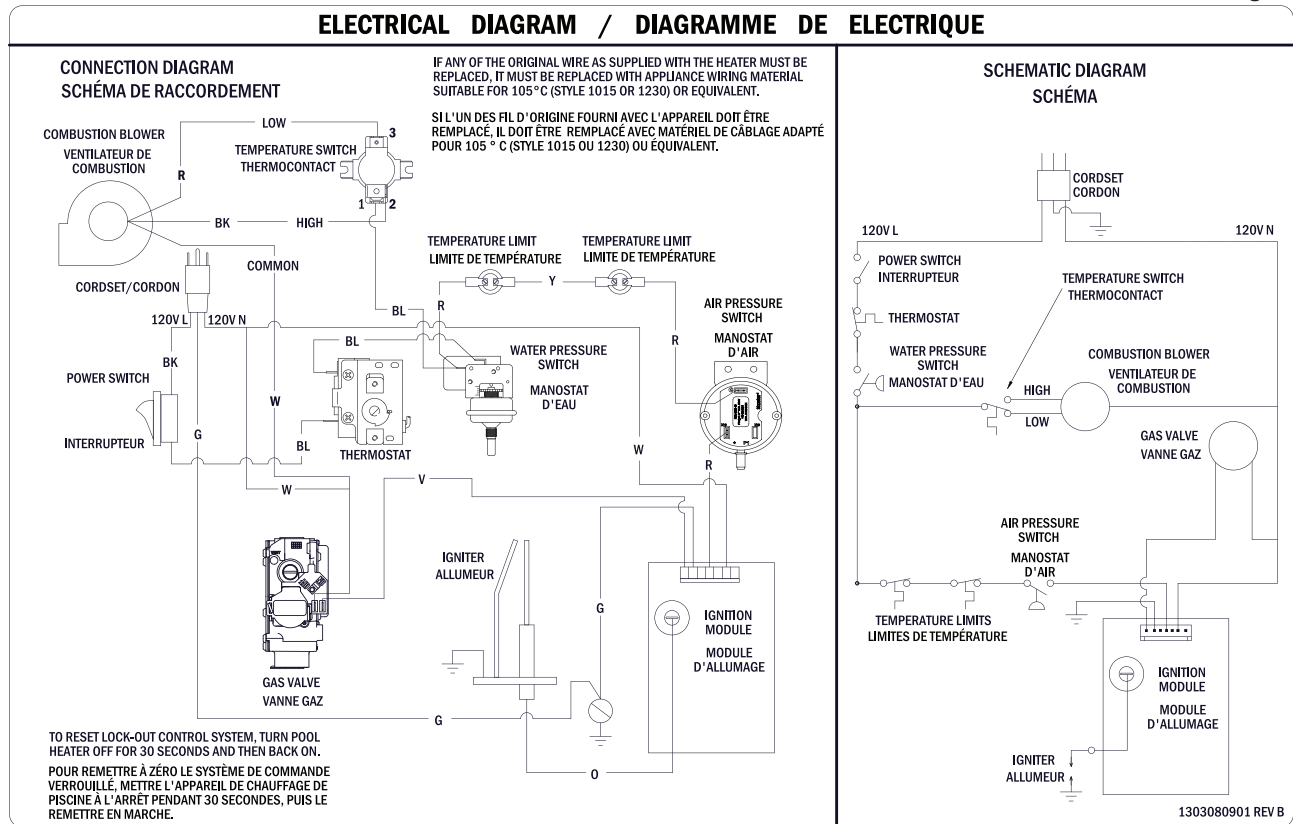 ELECTRICAL DIAGRAM / DIAGRAMME DE ELECTRIQUE
CONNECTION DIAGRAM
SCHÉMA DE RACCORDEMENT
IF ANY OF THE ORIGINAL WIRE AS SUPPLIED WITH THE HEATER MUST BE
REPLACED, IT MUST BE REPLACED WITH APPLIANCE WIRING MATERIAL
SUITABLE FOR 105°C (STYLE 1015 OR 1230) OR EQUIVALENT.
SI L'UN DES FIL D'ORIGINE FOURNI AVEC L'APPAREIL DOIT ÊTRE
REMPLACÉ, IL DOIT ÊTRE REMPLACÉ AVEC MATÉRIEL DE CÂBLAGE ADAPTÉ
POUR 105 ° C (STYLE 1015 OU 1230) OU ÉQUIVALENT.
COMBUSTION BLOWER
VENTILATEUR DE
COMBUSTION
R
LOW
TEMPERATURE SWITCH
THERMOCONTACT
3
1
2
BK
HIGH
COMMON
CORDSET/CORDON
120V L
120V N
BK
POWER SWITCH
INTERRUPTEUR
G
W
W
BL
BL
BL
THERMOSTAT
TEMPERATURE LIMIT
LIMITE DE TEMPÉRATURE
TEMPERATURE LIMIT
LIMITE DE TEMPÉRATURE
R
Y
R
AIR PRESSURE
SWITCH
MANOSTAT
D'AIR
WATER PRESSURE
SWITCH
MANOSTAT
D'EAU
W
R
V
GAS VALVE
VANNE GAZ
IGNITER
ALLUMEUR
G
G
O
IGNITION
MODULE
MODULE
D'ALLUMAGE
TO RESET LOCK-OUT CONTROL SYSTEM, TURN POOL
HEATER OFF FOR 30 SECONDS AND THEN BACK ON.
POUR REMETTRE À ZÉRO LE SYSTÈME DE COMMANDE
VERROUILLÉ, METTRE L'APPAREIL DE CHAUFFAGE DE
PISCINE À L'ARRÊT PENDANT 30 SECONDES, PUIS LE
REMETTRE EN MARCHE.
SCHEMATIC DIAGRAM
SCHÉMA
CORDSET
CORDON
120V L
120V N
POWER SWITCH
INTERRUPTEUR
TEMPERATURE SWITCH
THERMOCONTACT
THERMOSTAT
WATER PRESSURE
SWITCH
MANOSTAT D'EAU
HIGH
LOW
COMBUSTION BLOWER
VENTILATEUR DE
COMBUSTION
GAS VALVE
VANNE GAZ
AIR PRESSURE
SWITCH
MANOSTAT
D'AIR
TEMPERATURE LIMITS
LIMITES DE TEMPÉRATURE
IGNITION
MODULE
MODULE
D'ALLUMAGE
IGNITER
ALLUMEUR
1303080901 REV B